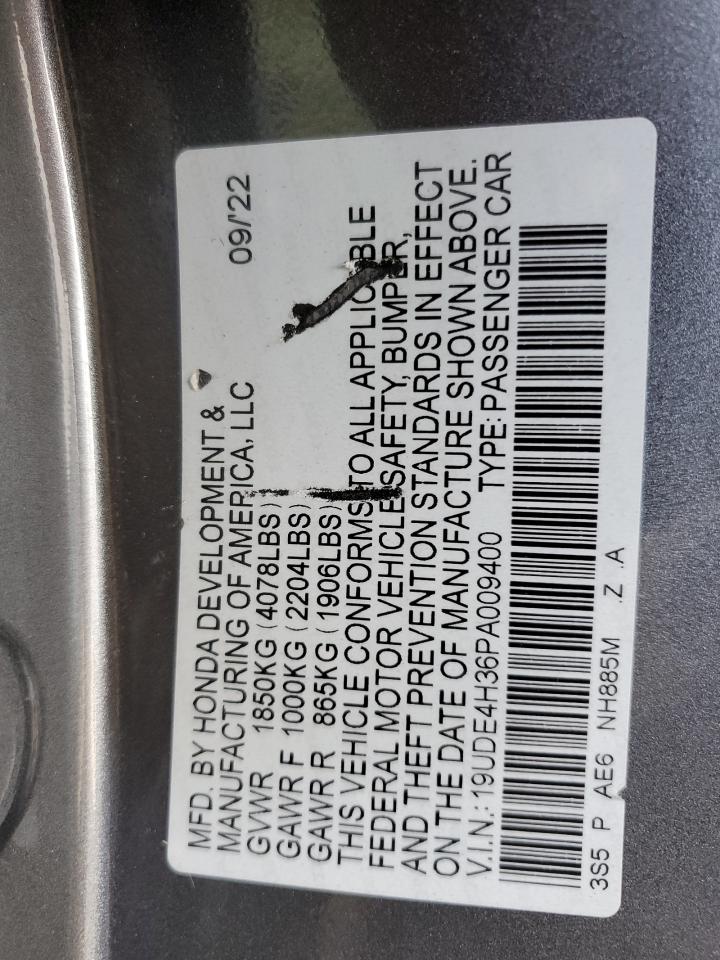 MFD. BY HONDA DEVELOPMENT &
MANUFACTURING OF AMERICA, LLC 09/'22
GVWR 1850KG (4078LBS)
GAWR F 1000KG (2204LBS)
GAWR R 865KG (1906LBS)
THIS VEHICLE CONFORMS TO ALL APPLICABLE
FEDERAL MOTOR VEHICLE SAFETY, BUMPER,
AND THEFT PREVENTION STANDARDS IN EFFECT
ON THE DATE OF MANUFACTURE SHOWN ABOVE.
V.I.N.: 19UDE4H36PA009400 TYPE: PASSENGER CAR
3S5 P AE6 NH885M .Z .A